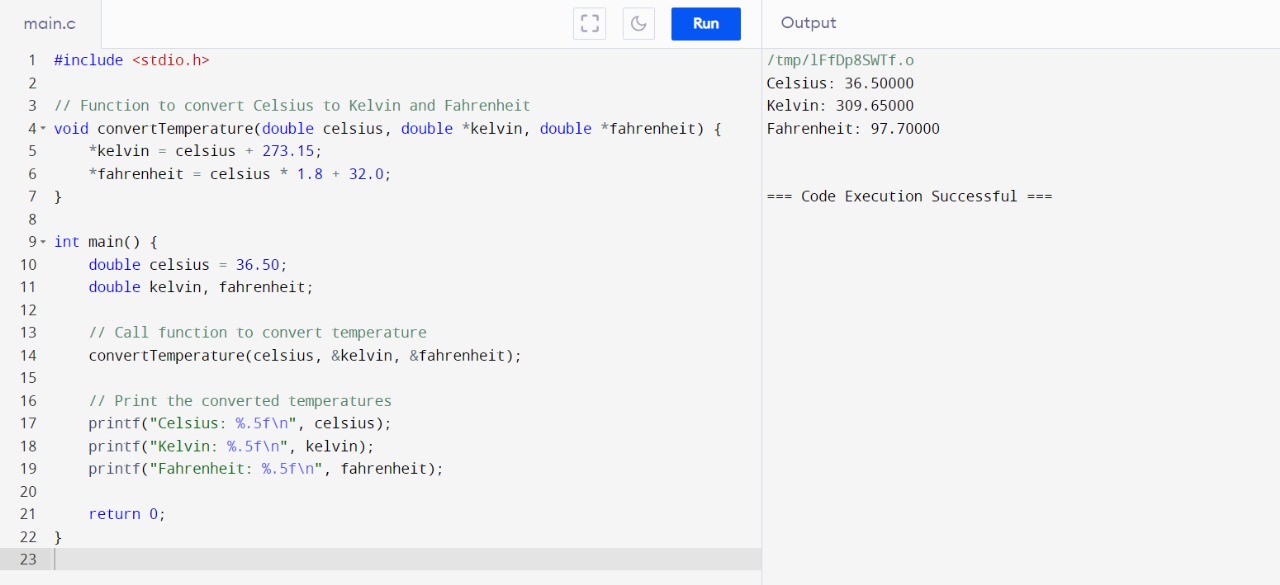 main.c
Run
Output
1 #include <stdio.h>
2
3 // Function to convert Celsius to Kelvin and Fahrenheit
4 void convertTemperature(double celsius, double *kelvin, double *fahrenheit) {
5     *kelvin = celsius + 273.15;
6     *fahrenheit = celsius * 1.8 + 32.0;
7 }
8
9 int main() {
10     double celsius = 36.50;
11     double kelvin, fahrenheit;
12
13     // Call function to convert temperature
14     convertTemperature(celsius, &kelvin, &fahrenheit);
15
16     // Print the converted temperatures
17     printf("Celsius: %.5f\n", celsius);
18     printf("Kelvin: %.5f\n", kelvin);
19     printf("Fahrenheit: %.5f\n", fahrenheit);
20
21     return 0;
22 }
23
/tmp/lFfDp8SWTf.o
Celsius: 36.50000
Kelvin: 309.65000
Fahrenheit: 97.70000
=== Code Execution Successful ===